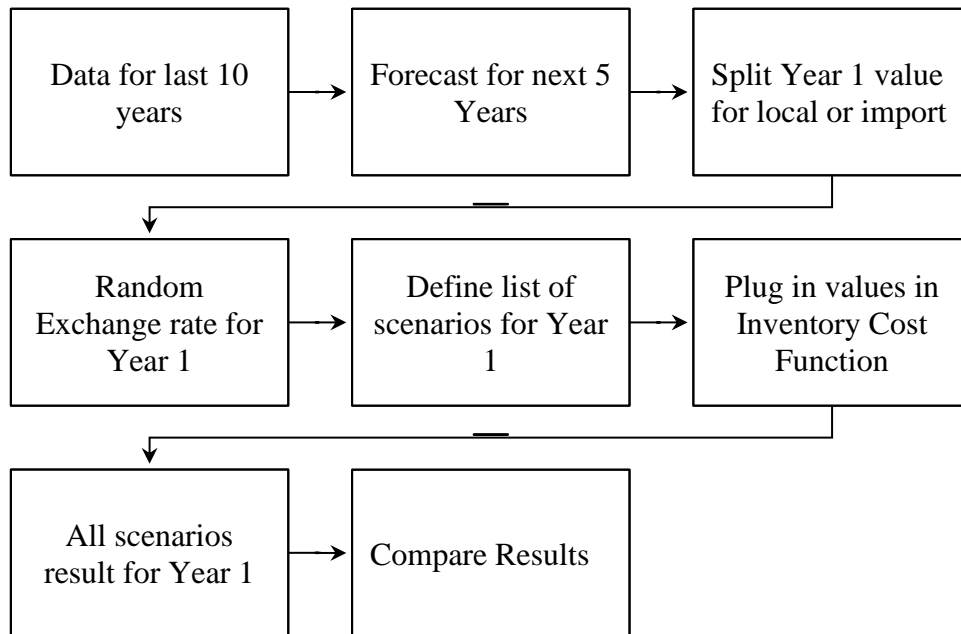 Data for last 10
years
Forecast for next 5
Years
Split Year 1 value
for local or import
Random
Exchange rate for
Year 1
Define list of
scenarios for Year
1
Plug in values in
Inventory Cost
Function
All scenarios
result for Year 1
Compare Results